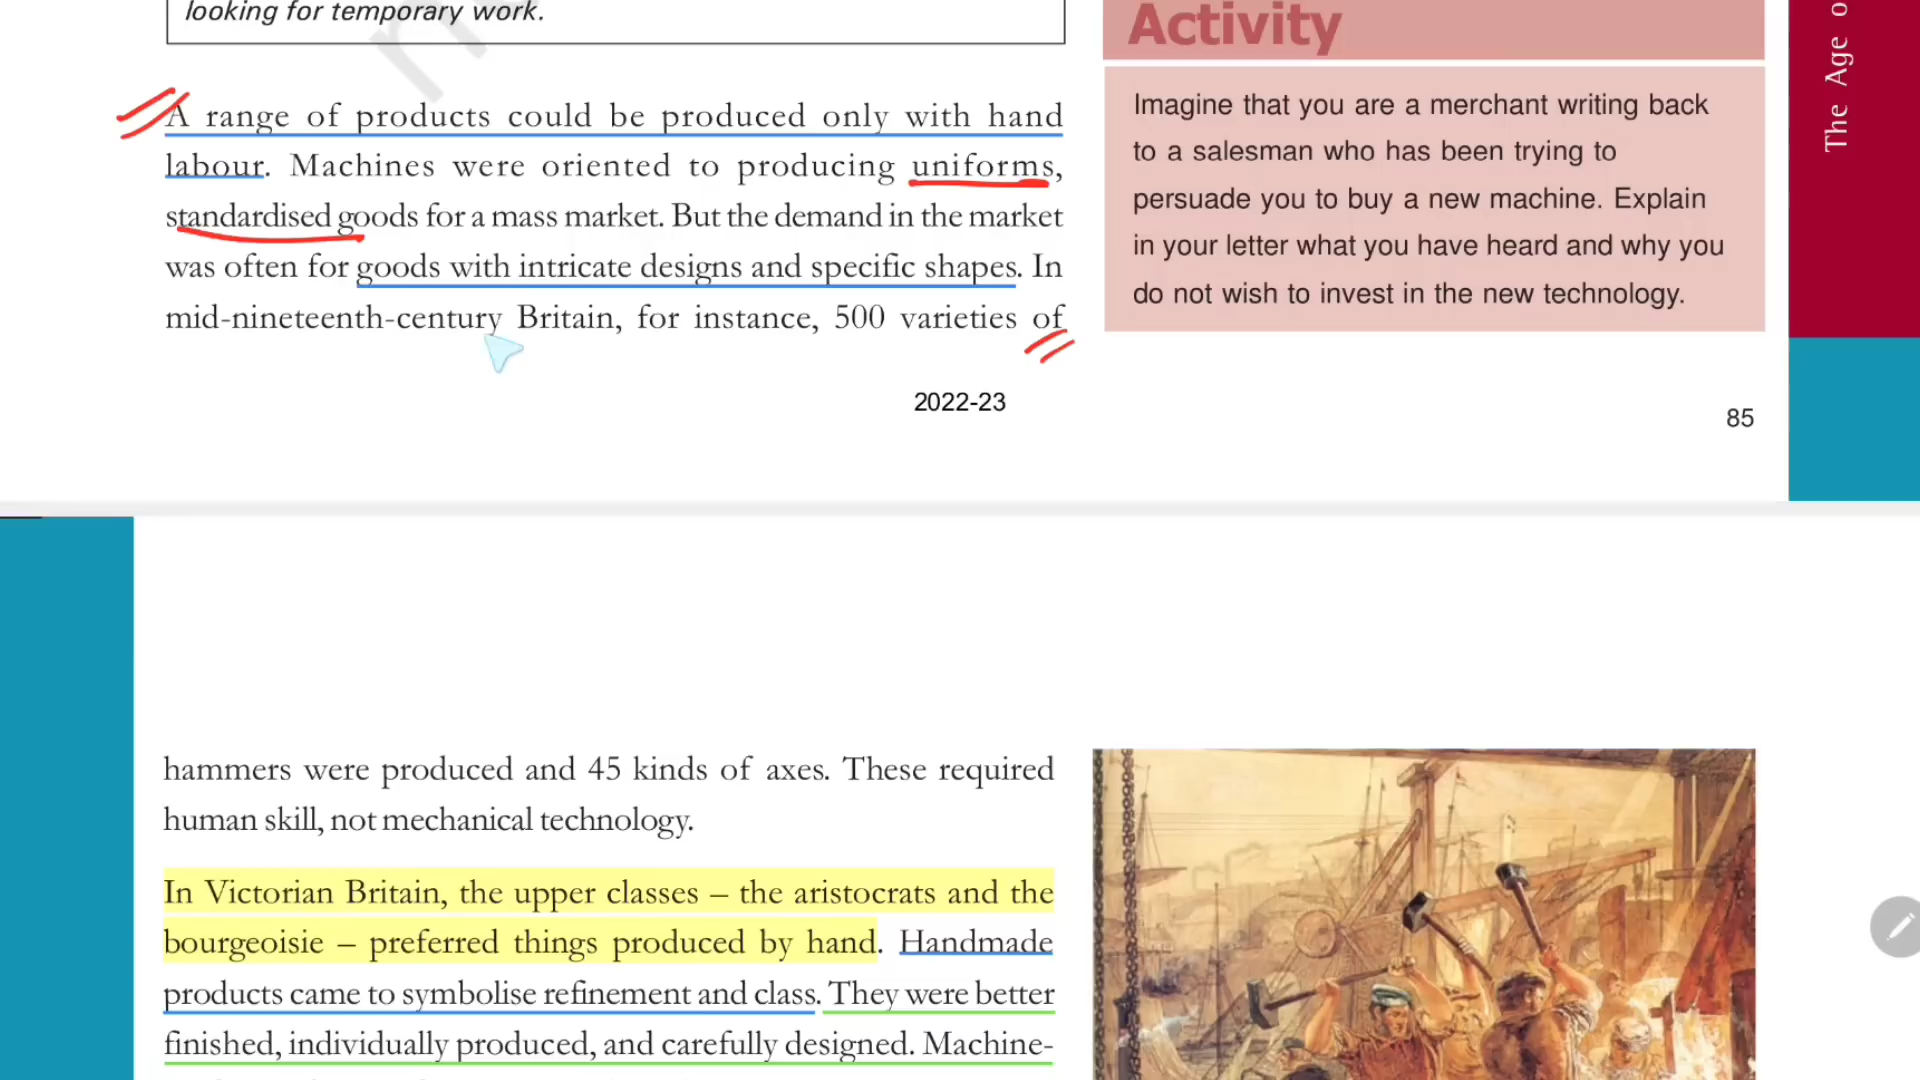 looking for temporary work.
A range of products could be produced only with hand
labour. Machines were oriented to producing uniforms,
standardised goods for a mass market. But the demand in the market
was often for goods with intricate designs and specific shapes. In
mid-nineteenth-century Britain, for instance, 500 varieties of
Activity
Imagine that you are a merchant writing back
to a salesman who has been trying to
persuade you to buy a new machine. Explain
in your letter what you have heard and why you
do not wish to invest in the new technology.
The Age o
2022-23
85
hammers were produced and 45 kinds of axes. These required
human skill, not mechanical technology.
In Victorian Britain, the upper classes – the aristocrats and the
bourgeoisie – preferred things produced by hand. Handmade
products came to symbolise refinement and class. They were better
finished, individually produced, and carefully designed. Machine-